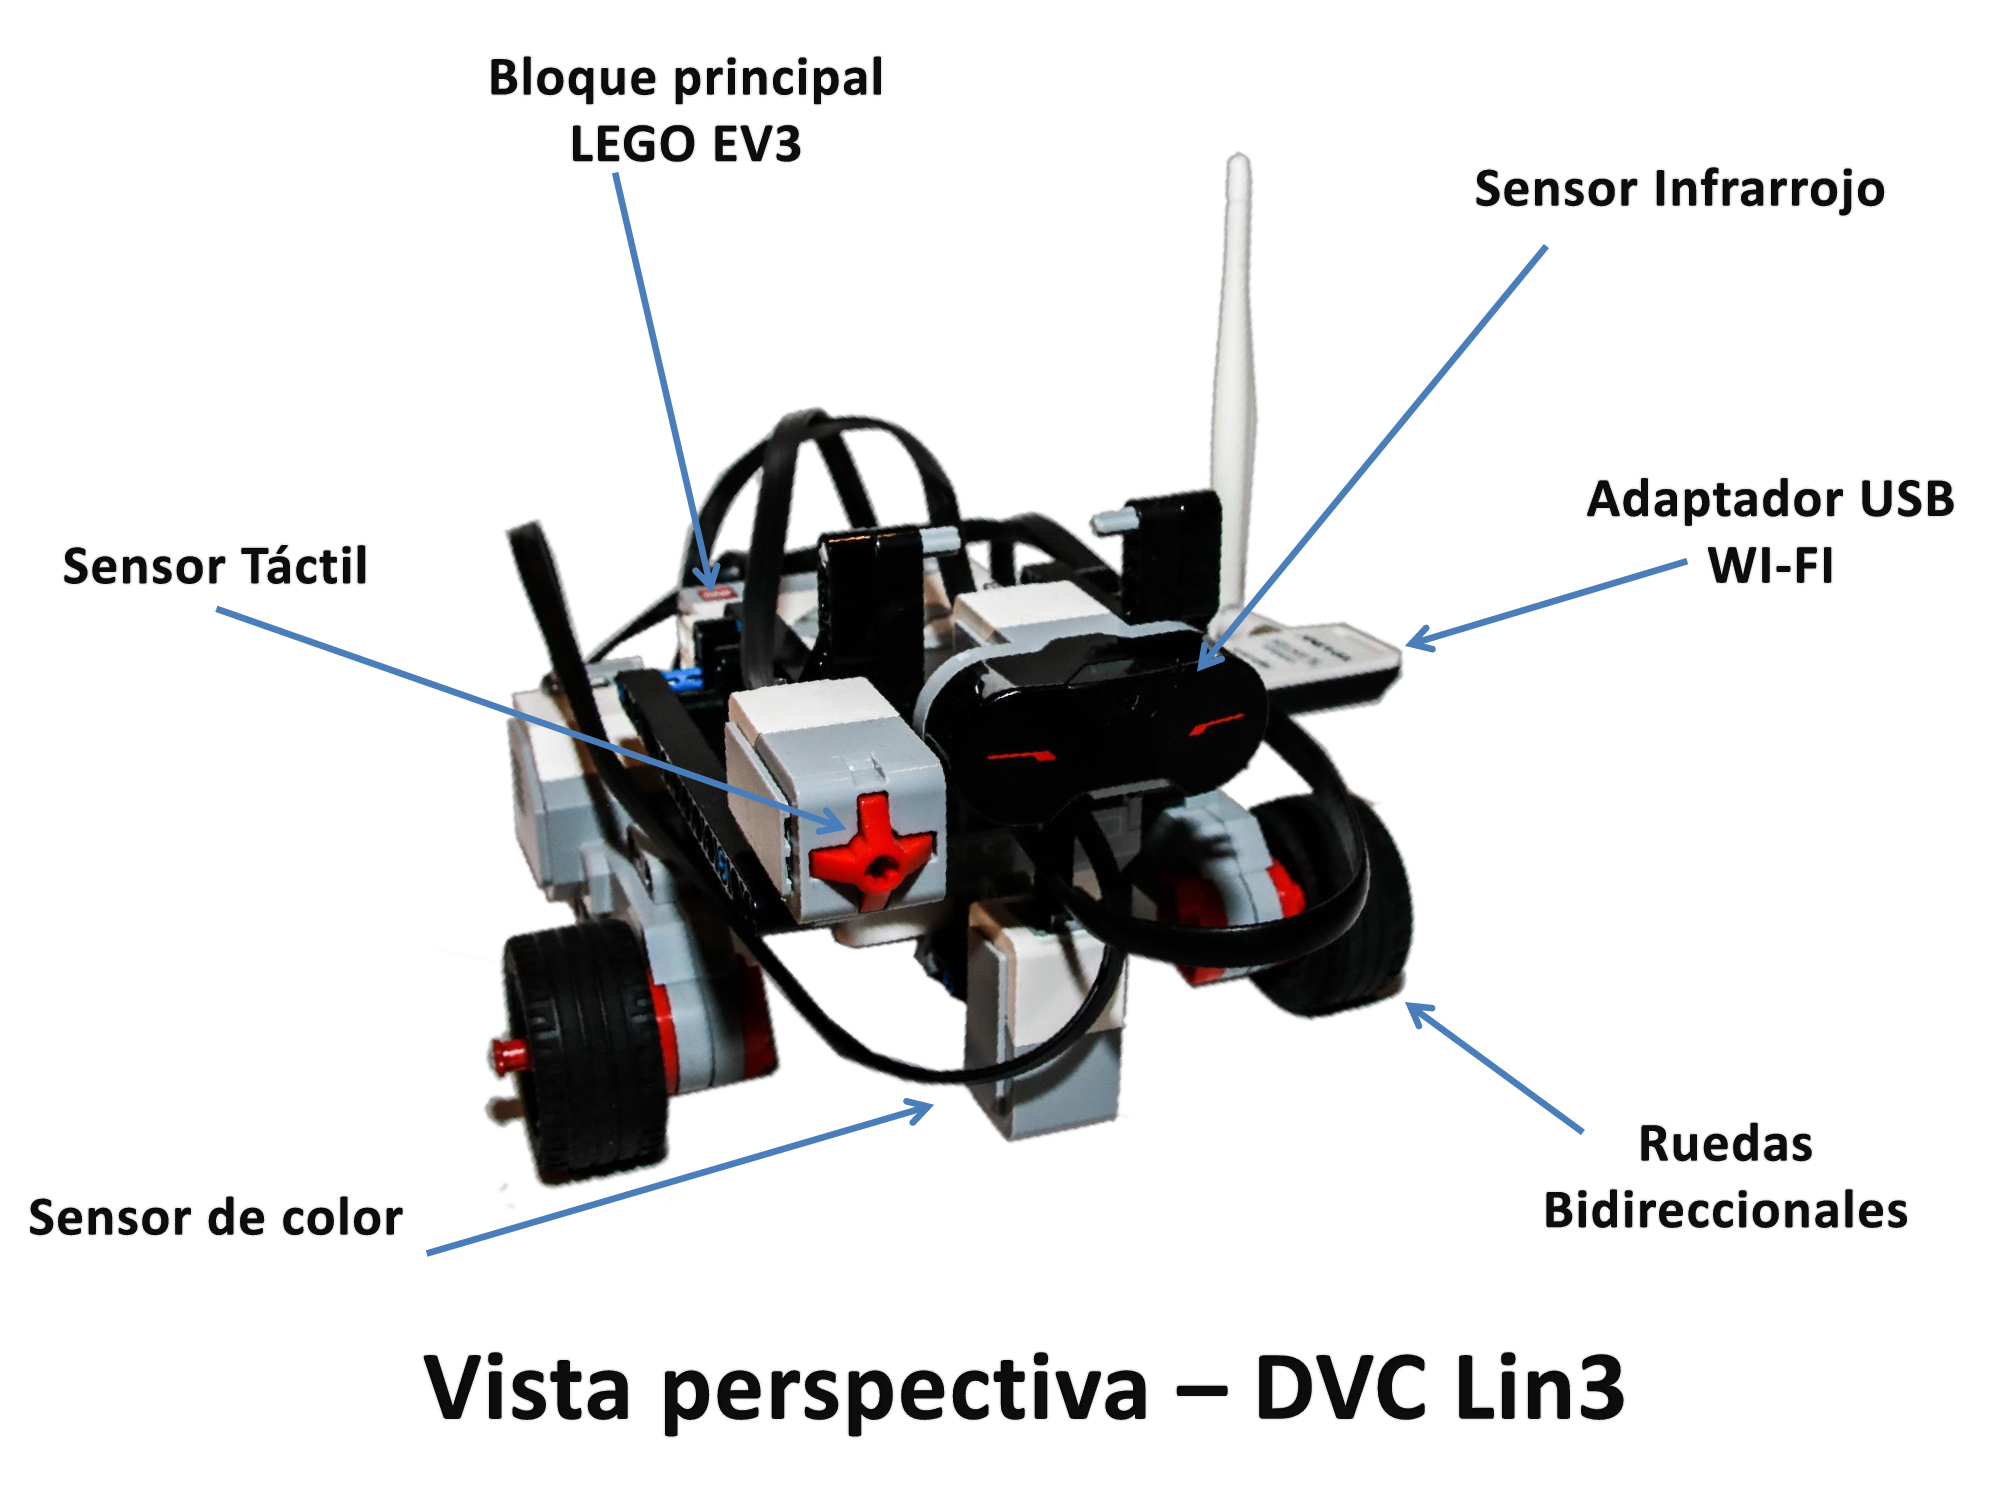 Bloque principal
LEGO EV3
Sensor Infrarrojo
Adaptador USB
WI-FI
Sensor Táctil
Ruedas
Bidireccionales
Sensor de color
Vista perspectiva – DVC Lin3